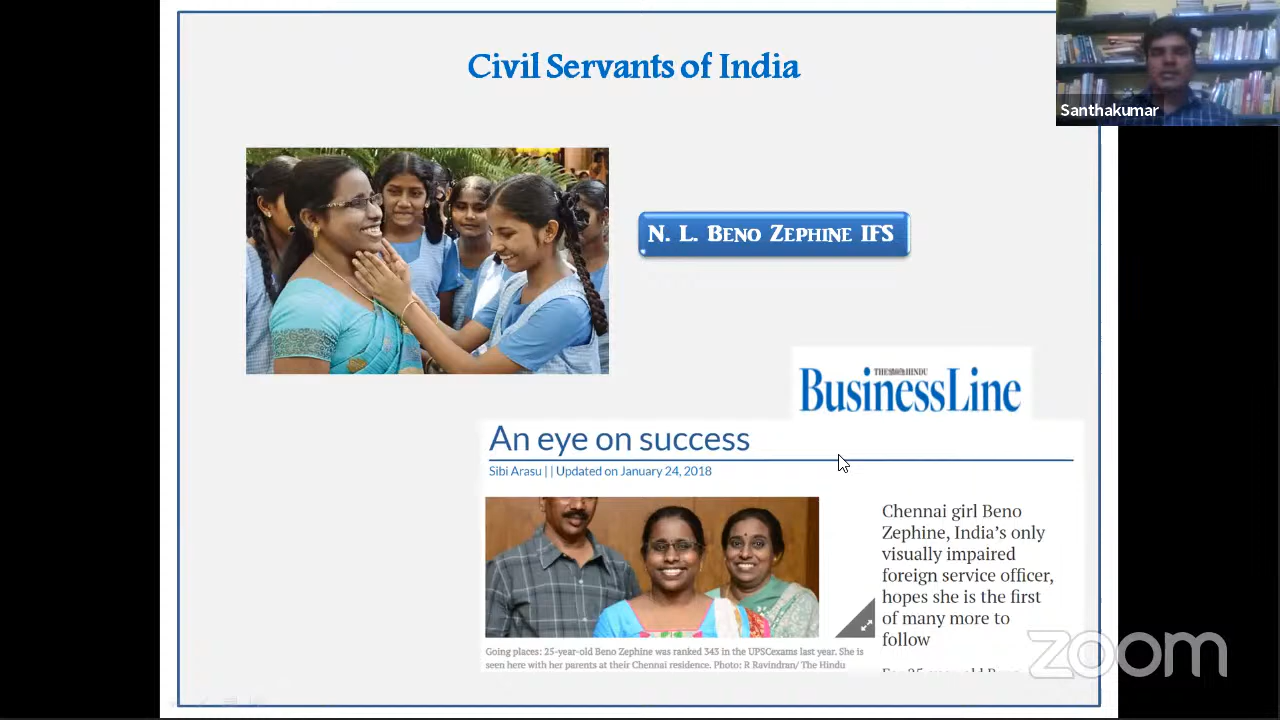 Civil Servants of India
Santhakumar
N. L. BENO ZEPHINE IFS
THE HINDU
BusinessLine
An eye on success
Sibi Arasu | | Updated on January 24, 2018
Chennai girl Beno
Zephine, India's only
visually impaired
foreign service officer,
hopes she is the first
of many more to
follow
Going places: 25-year-old Beno Zephine was ranked 343 in the UPSCexams last year. She is
seen here with her parents at their Chennai residence. Photo: R Ravindran/ The Hindu
zoom